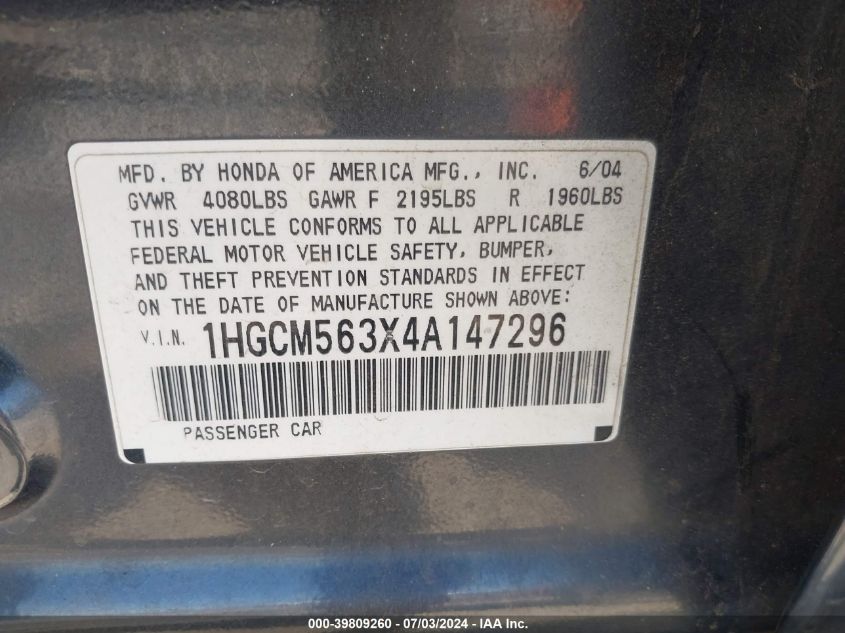 MFD. BY HONDA OF AMERICA MFG., INC. 6/04
GVWR 4080LBS GAWR F 2195LBS R 1960LBS
THIS VEHICLE CONFORMS TO ALL APPLICABLE
FEDERAL MOTOR VEHICLE SAFETY, BUMPER,
AND THEFT PREVENTION STANDARDS IN EFFECT
ON THE DATE OF MANUFACTURE SHOWN ABOVE:
V.I.N. 1HGCM563X4A147296
PASSENGER CAR
000-39809260 - 07/03/2024 - IAA Inc.